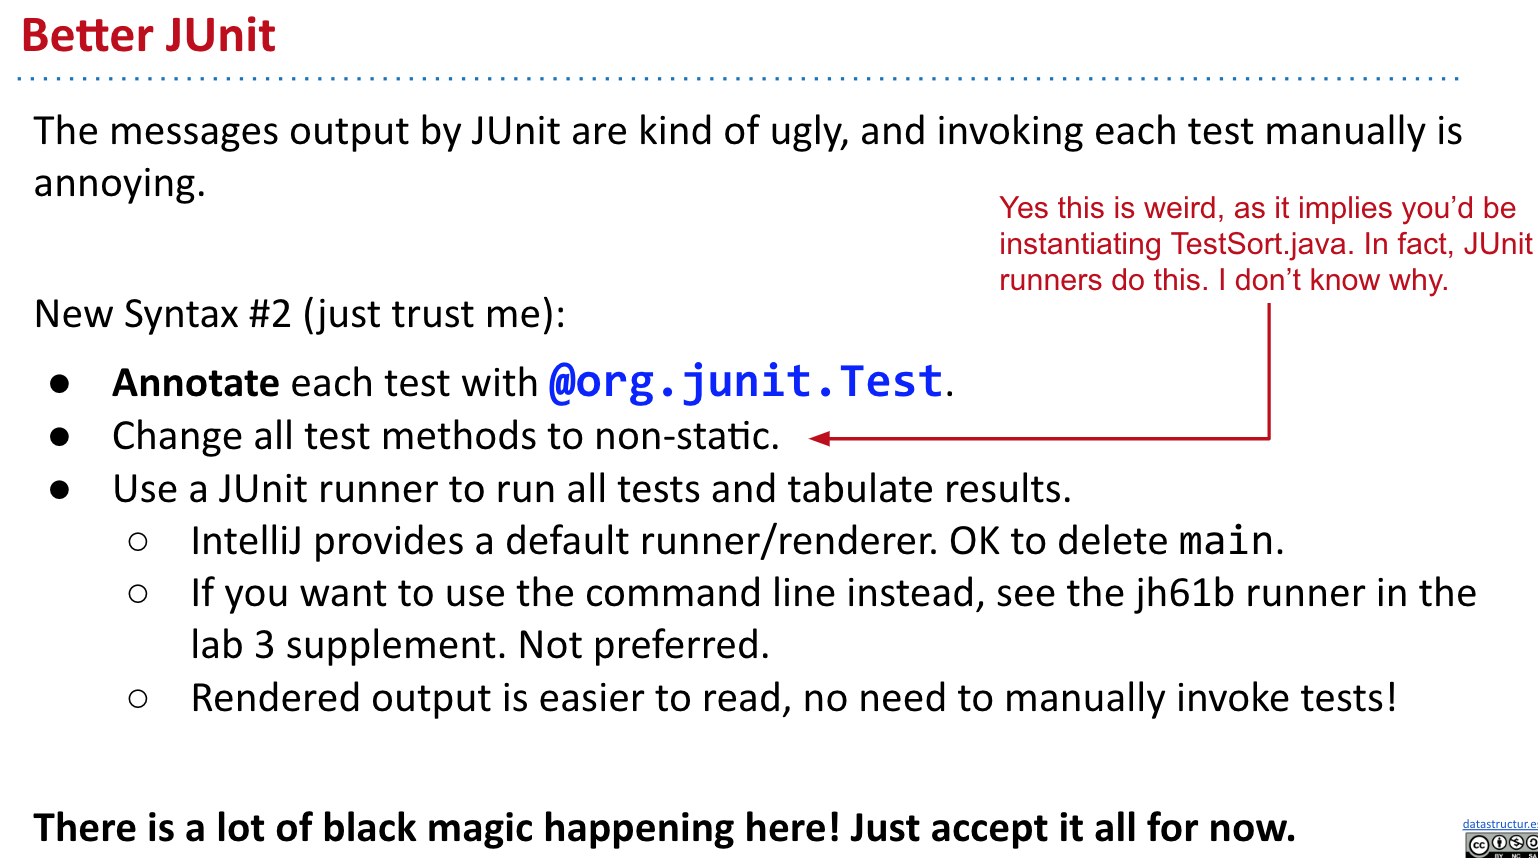 Better JUnit
The messages output by JUnit are kind of ugly, and invoking each test manually is
annoying.
Yes this is weird, as it implies you’d be
instantiating TestSort.java. In fact, JUnit
runners do this. I don’t know why.
New Syntax #2 (just trust me):
● Annotate each test with @org.junit.Test.
● Change all test methods to non-static.
● Use a JUnit runner to run all tests and tabulate results.
○ IntelliJ provides a default runner/renderer. OK to delete main.
○ If you want to use the command line instead, see the jh61b runner in the
lab 3 supplement. Not preferred.
○ Rendered output is easier to read, no need to manually invoke tests!
There is a lot of black magic happening here! Just accept it all for now.
datastructur.es
cc
BY NC